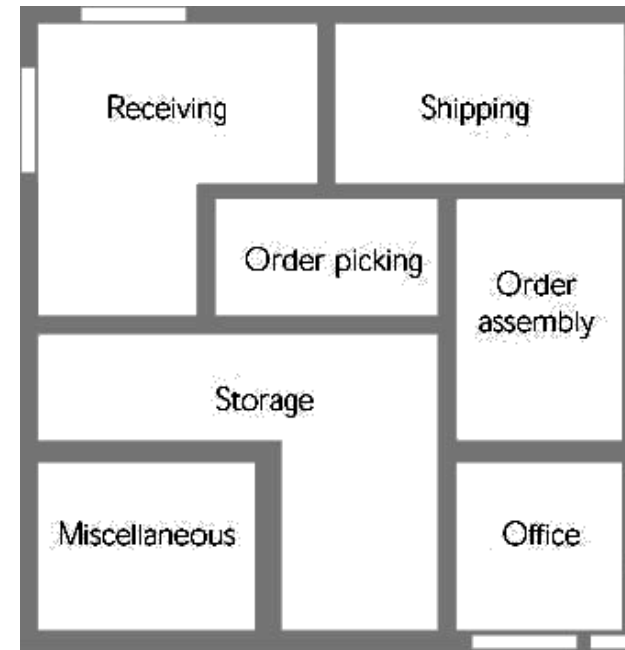 Receiving
Shipping
Order picking
Order
assembly
Storage
Miscellaneous
Office